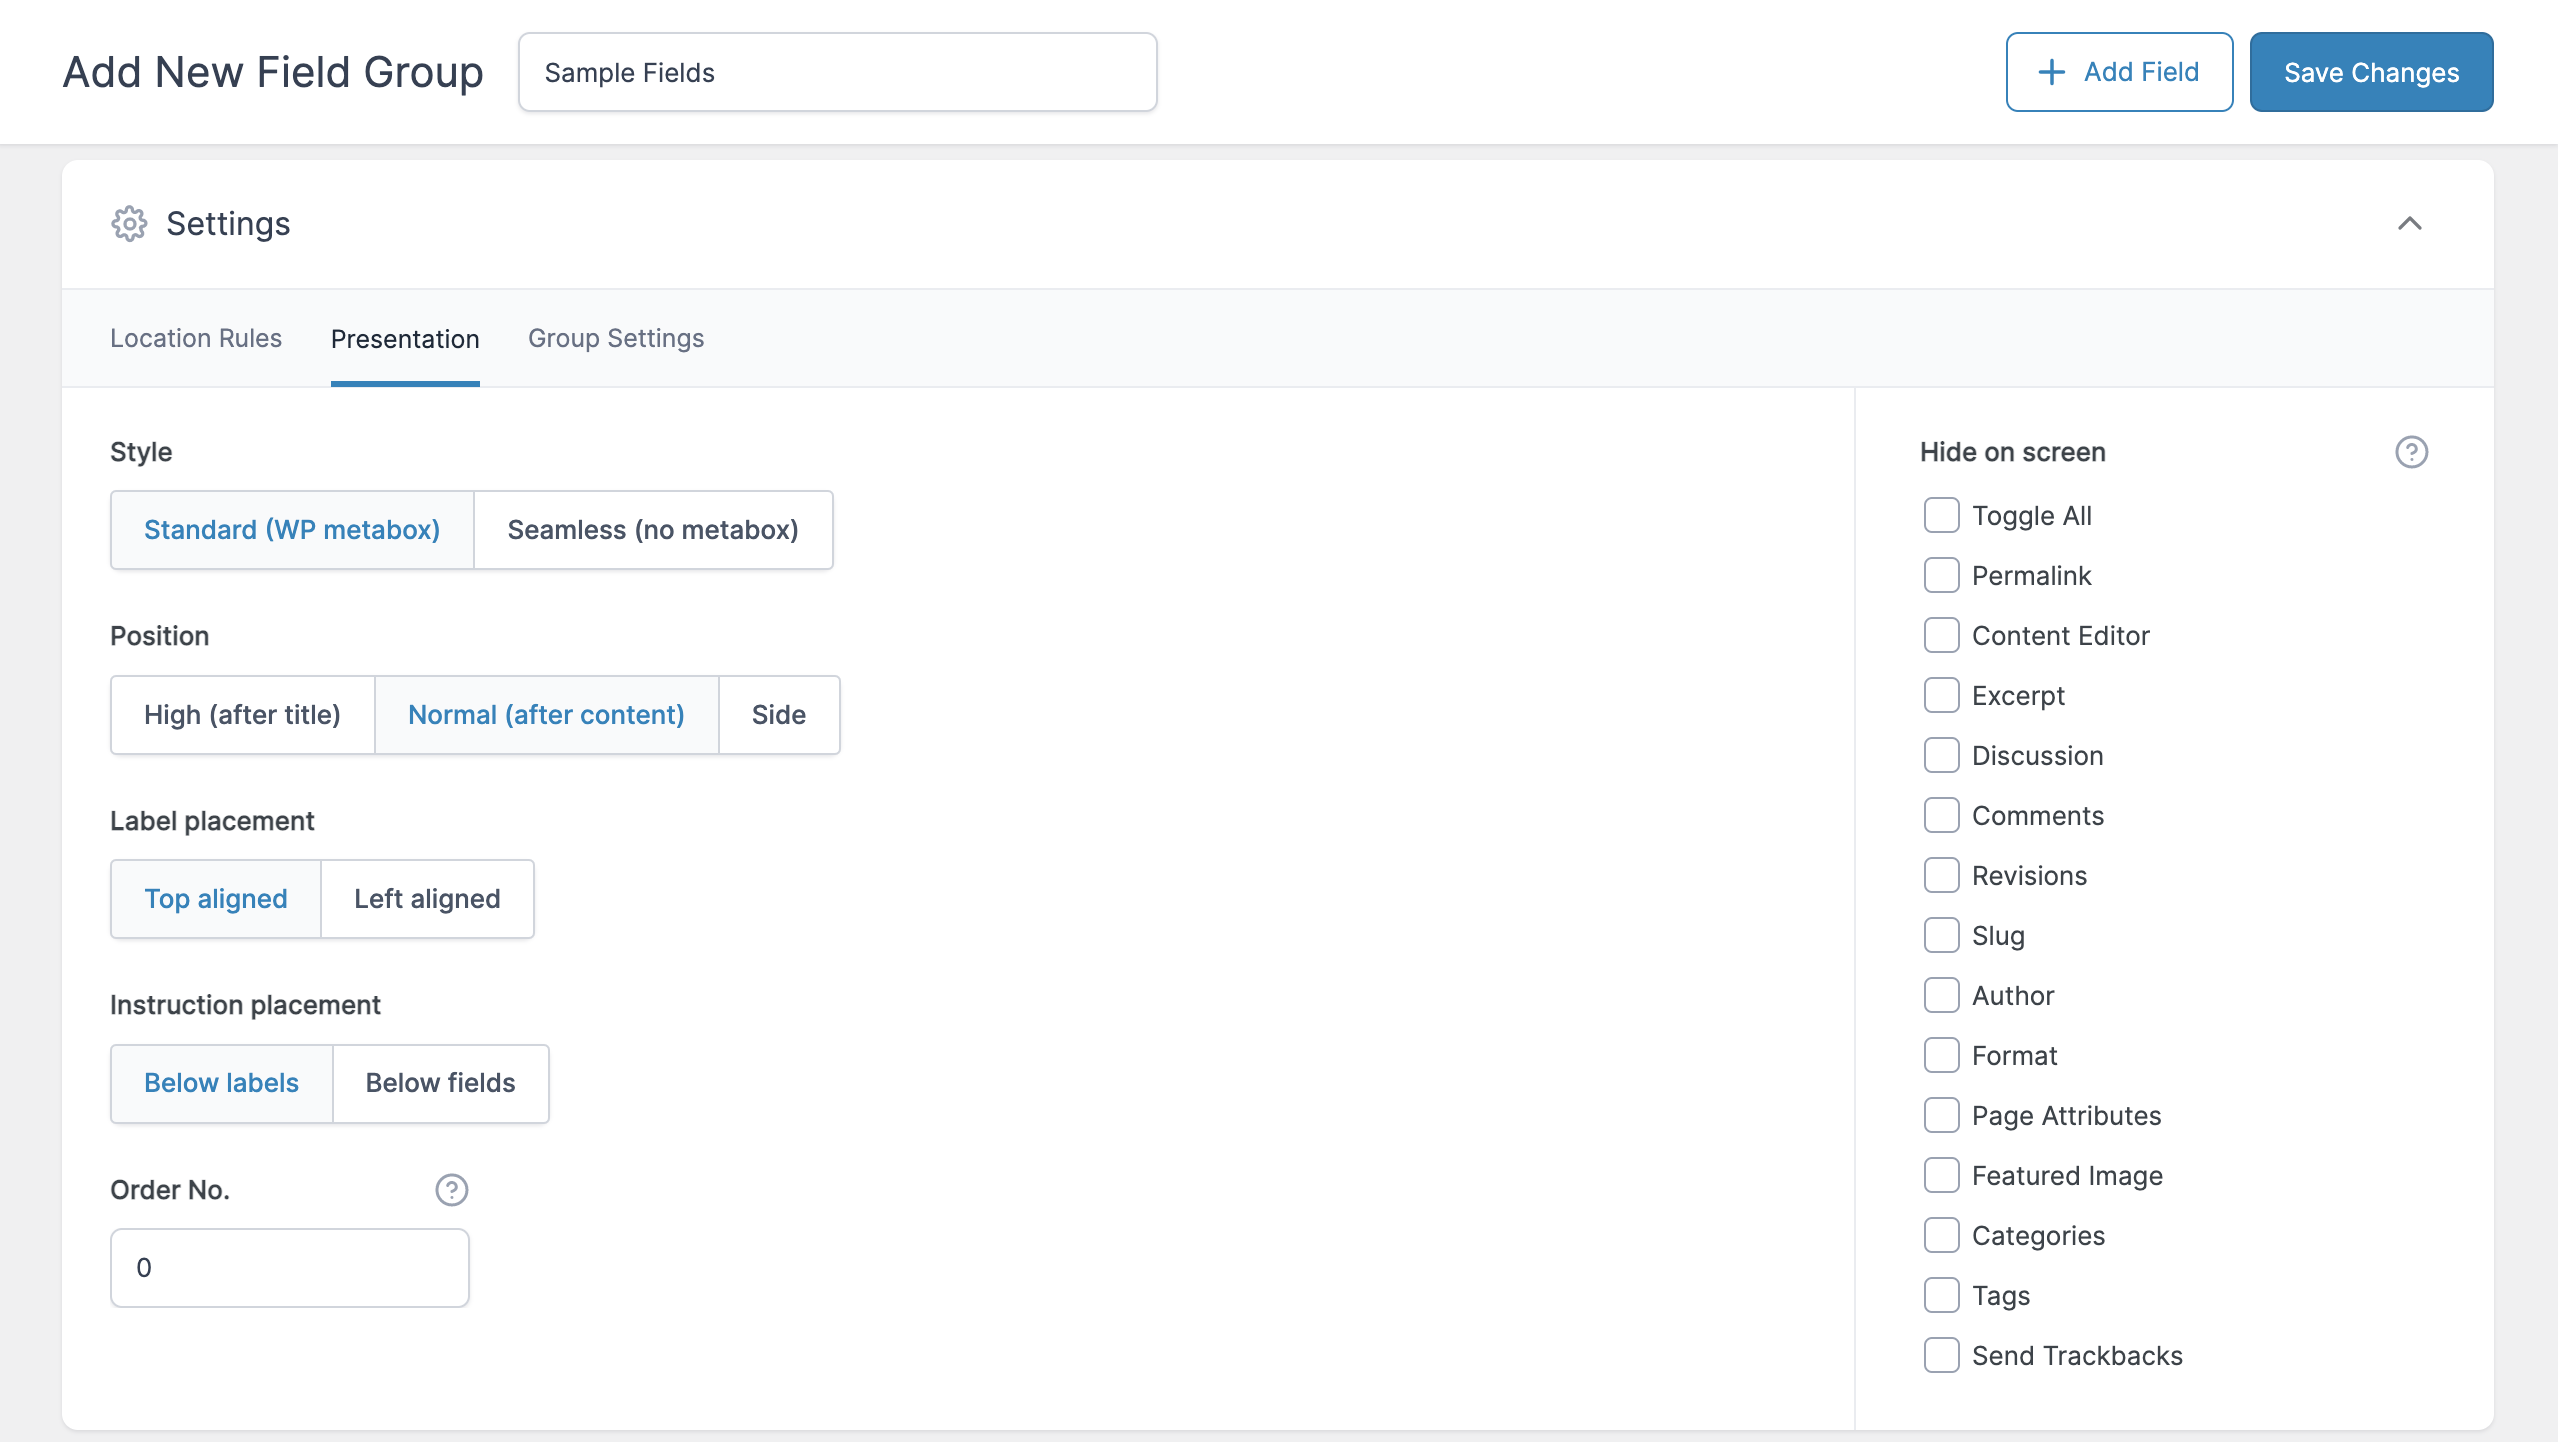 Add New Field Group
Sample Fields
Add Field
Save Changes
Settings
Location Rules
Presentation
Group Settings
Style
Standard (WP metabox)
Seamless (no metabox)
Position
High (after title)
Normal (after content)
Side
Label placement
Top aligned
Left aligned
Instruction placement
Below labels
Below fields
Order No.
?
0
Hide on screen
?
Toggle All
Permalink
Content Editor
Excerpt
Discussion
Comments
Revisions
Slug
Author
Format
Page Attributes
Featured Image
Categories
Tags
Send Trackbacks